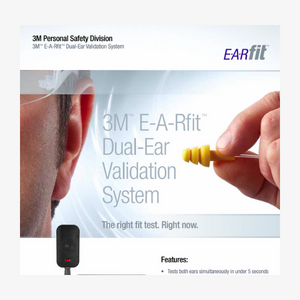 3M Personal Safety Division
3M™ E-A-Rfit™ Dual-Ear Validation System
EARfit™
3M™ E-A-Rfit™
Dual-Ear
Validation
System
The right fit test. Right now.
Features:
• Tests both ears simultaneously in under 5 seconds